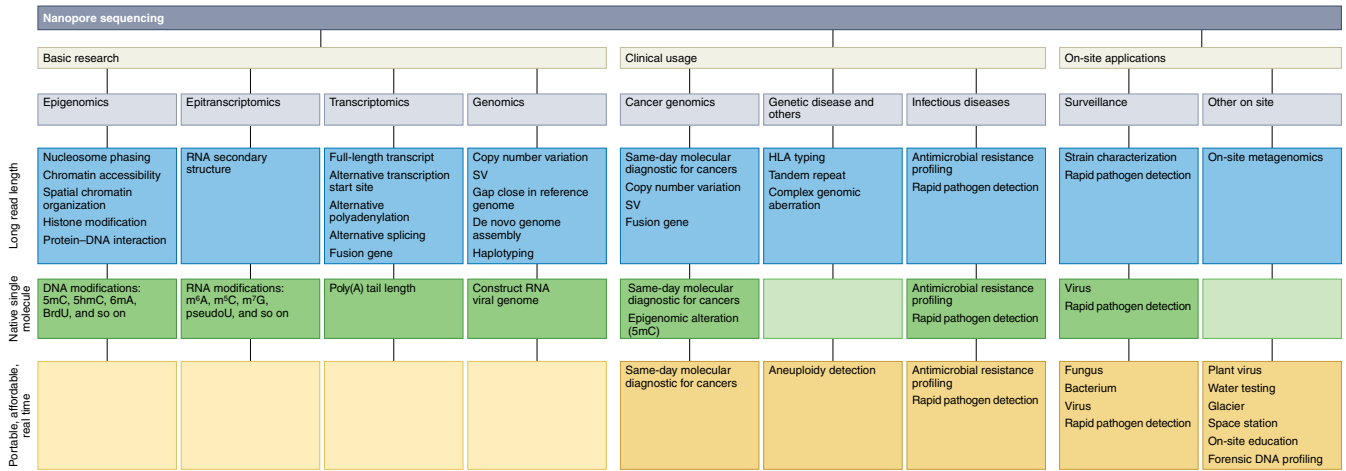 Nanopore sequencing
Basic research
Clinical usage
On-site applications
Epigenomics
Epitranscriptomics
Transcriptomics
Genomics
Cancer genomics
Genetic disease and
others
Infectious diseases
Surveillance
Other on site
Long read length
Nucleosome phasing
Chromatin accessibility
Spatial chromatin
organization
Histone modification
Protein–DNA interaction
RNA secondary
structure
Full-length transcript
Alternative transcription
start site
Alternative
polyadenylation
Alternative splicing
Fusion gene
Copy number variation
SV
Gap close in reference
genome
De novo genome
assembly
Haplotyping
Same-day molecular
diagnostic for cancers
Copy number variation
SV
Fusion gene
HLA typing
Tandem repeat
Complex genomic
aberration
Antimicrobial resistance
profiling
Rapid pathogen detection
Strain characterization
Rapid pathogen detection
On-site metagenomics
Native single
molecule
DNA modifications:
5mC, 5hmC, 6mA,
BrdU, and so on
RNA modifications:
m⁶A, m⁵C, m⁷G,
pseudoU, and so on
Poly(A) tail length
Construct RNA
viral genome
Same-day molecular
diagnostic for cancers
Epigenomic alteration
(5mC)
Antimicrobial resistance
profiling
Rapid pathogen detection
Virus
Rapid pathogen detection
Portable, affordable,
real time
Same-day molecular
diagnostic for cancers
Aneuploidy detection
Antimicrobial resistance
profiling
Rapid pathogen detection
Fungus
Bacterium
Virus
Rapid pathogen detection
Plant virus
Water testing
Glacier
Space station
On-site education
Forensic DNA profiling